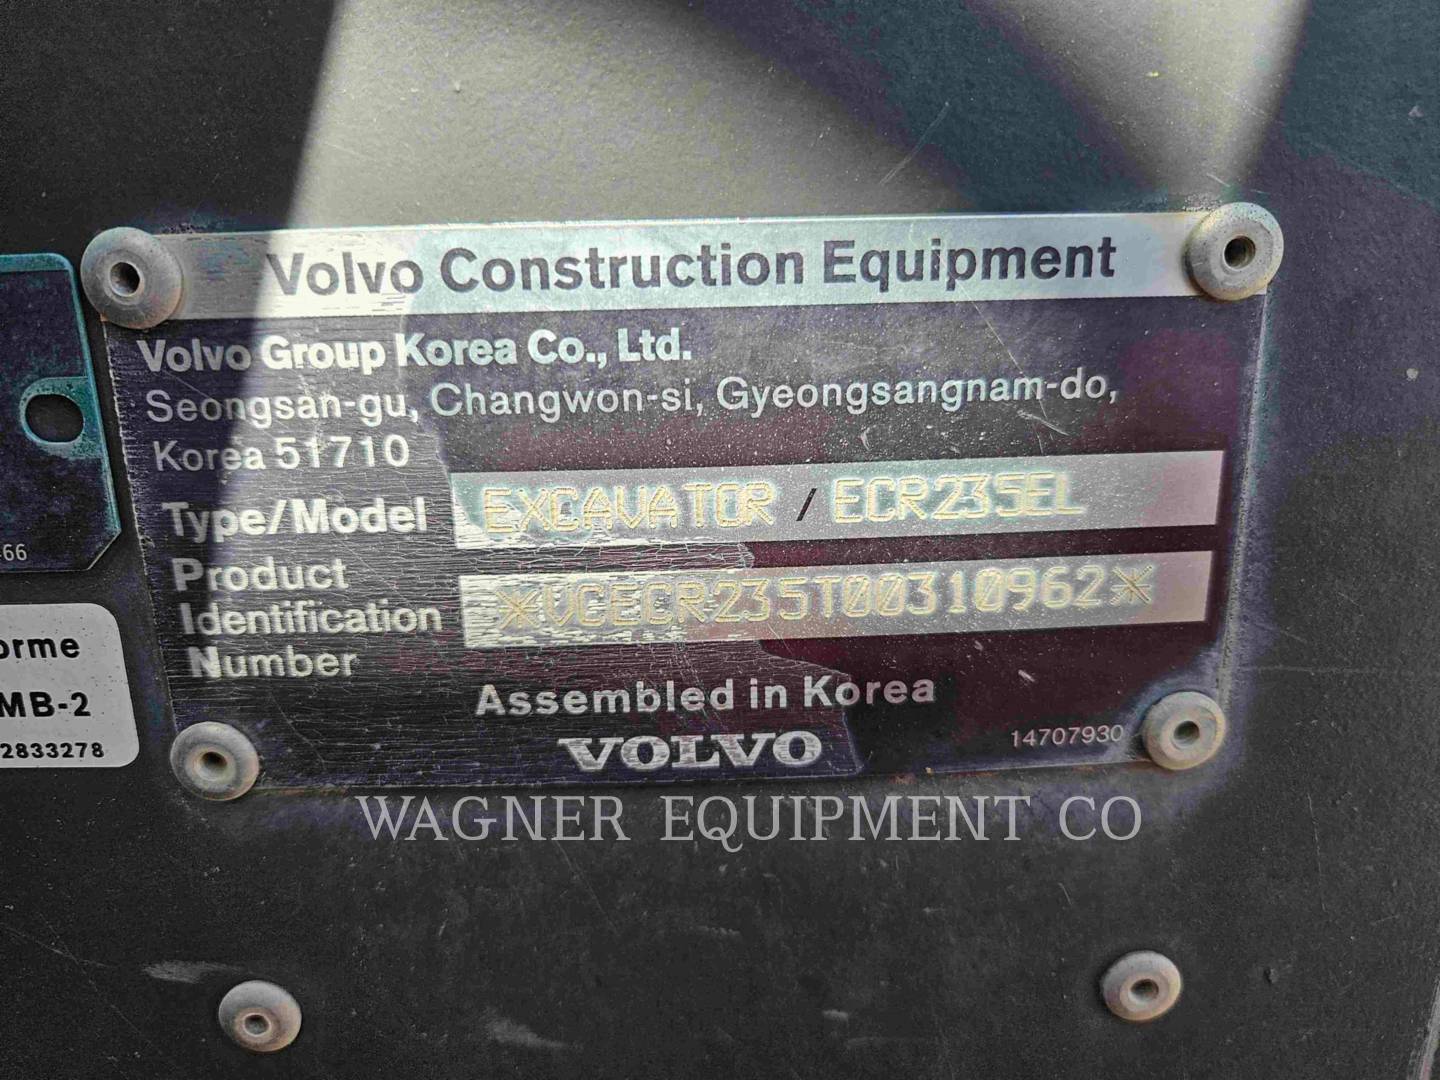 Volvo Construction Equipment
Volvo Group Korea Co., Ltd.
Seongsan-gu, Changwon-si, Gyeongsangnam-do,
Korea 51710
Type/Model EXCAVATOR / ECR235EL
Product
Identification
Number
*VCECR235T00310962*
Assembled in Korea
VOLVO
14707930
66
orme
MB-2
2833278
WAGNER EQUIPMENT CO